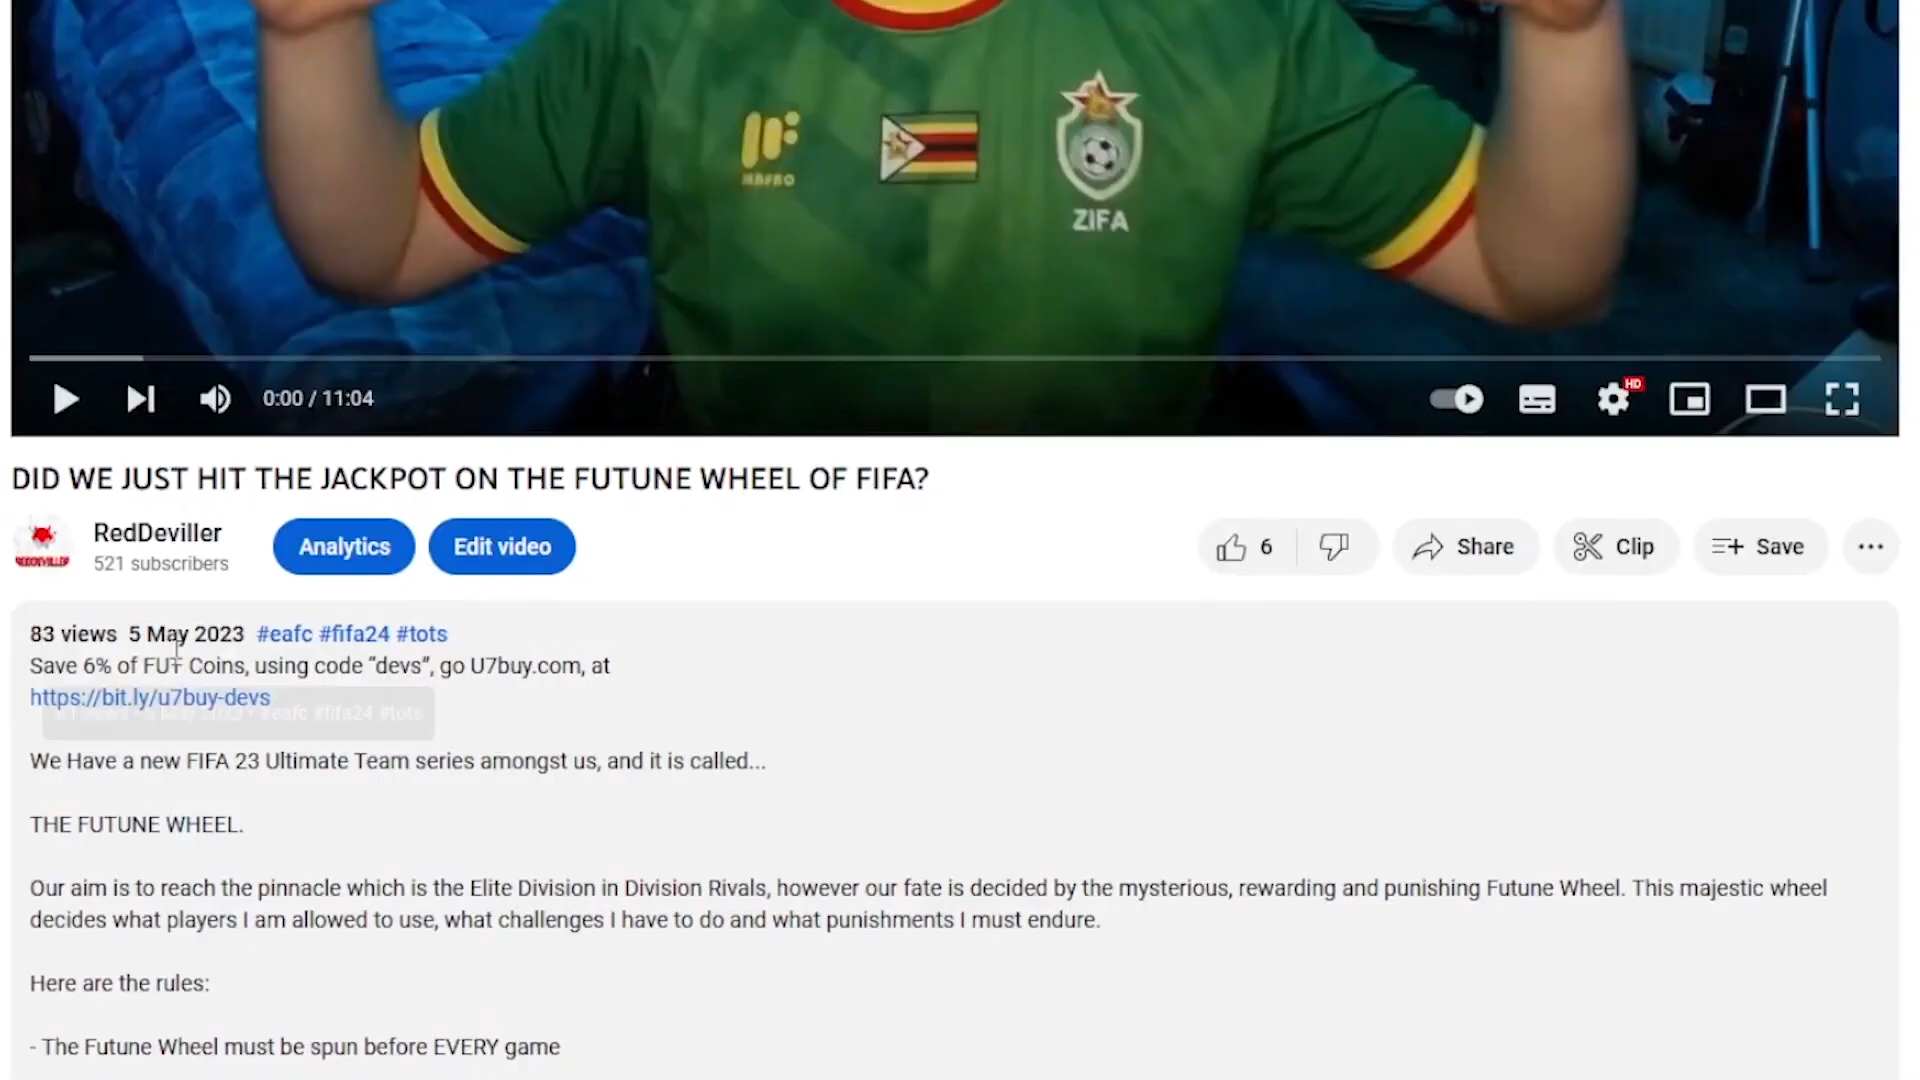 ZIFA
0:00 / 11:04
HD
DID WE JUST HIT THE JACKPOT ON THE FUTUNE WHEEL OF FIFA?
RedDeviller
521 subscribers
Analytics
Edit video
6
Share
Clip
Save
83 views 5 May 2023 #eafc #fifa24 #tots
Save 6% of FUT Coins, using code “devs”, go U7buy.com, at
https://bit.ly/u7buy-devs
We Have a new FIFA 23 Ultimate Team series amongst us, and it is called...
THE FUTUNE WHEEL.
Our aim is to reach the pinnacle which is the Elite Division in Division Rivals, however our fate is decided by the mysterious, rewarding and punishing Futune Wheel. This majestic wheel
decides what players I am allowed to use, what challenges I have to do and what punishments I must endure.
Here are the rules:
- The Futune Wheel must be spun before EVERY game